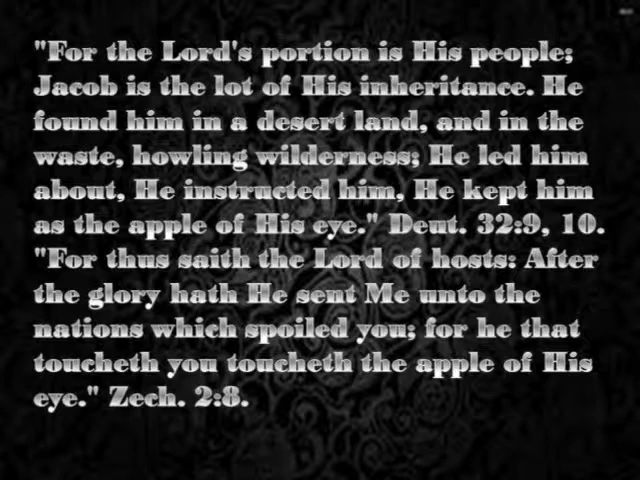 "For the Lord's portion is His people;
Jacob is the lot of His inheritance. He
found him in a desert land, and in the
waste, howling wilderness; He led him
about, He instructed him, He kept him
as the apple of His eye." Deut. 32:9, 10.
"For thus saith the Lord of hosts: After
the glory hath He sent Me unto the
nations which spoiled you; for he that
toucheth you toucheth the apple of His
eye." Zech. 2:8.